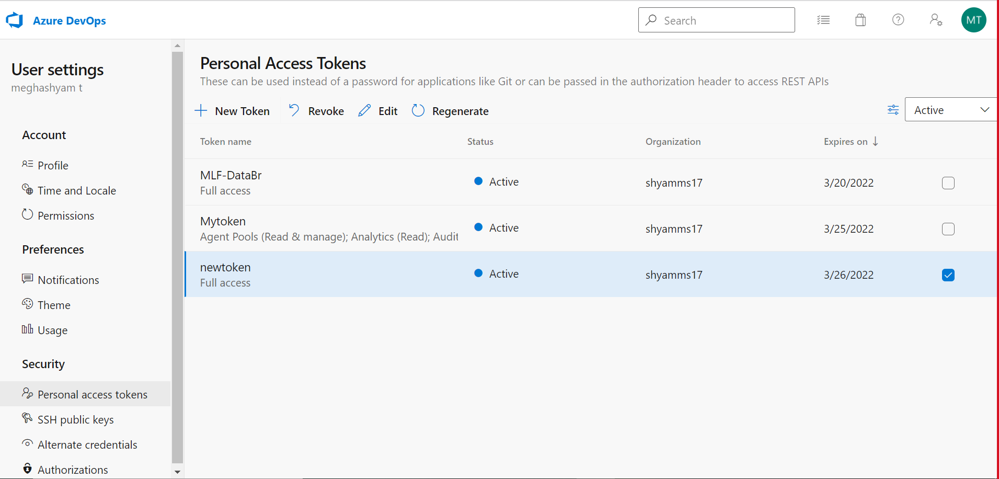 Azure DevOps
Search
MT
User settings
meghashyam t
Account
Profile
Time and Locale
Permissions
Preferences
Notifications
Theme
Usage
Security
Personal access tokens
SSH public keys
Alternate credentials
Authorizations
Personal Access Tokens
These can be used instead of a password for applications like Git or can be passed in the authorization header to access REST APIs
New Token Revoke Edit Regenerate Active
Token name Status Organization Expires on
MLF-DataBr
Full access
Active shyamms17 3/20/2022
Mytoken
Agent Pools (Read & manage); Analytics (Read); Audit
Active shyamms17 3/25/2022
newtoken
Full access
Active shyamms17 3/26/2022